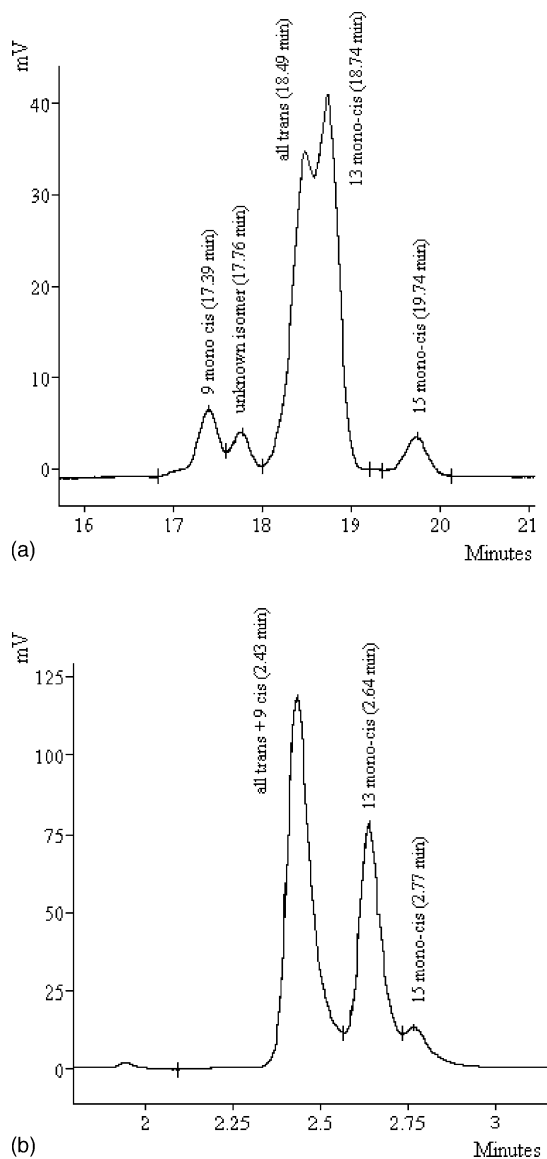 mV
40
30
20
10
0
9 mono cis (17.39 min)
unknown isomer (17.76 min)
all trans (18.49 min)
13 mono-cis (18.74 min)
15 mono-cis (19.74 min)
16
17
18
19
20
21
Minutes
(a)
mV
125
100
75
50
25
0
all trans + 9 cis (2.43 min)
13 mono-cis (2.64 min)
15 mono-cis (2.77 min)
2
2.25
2.5
2.75
3
Minutes
(b)